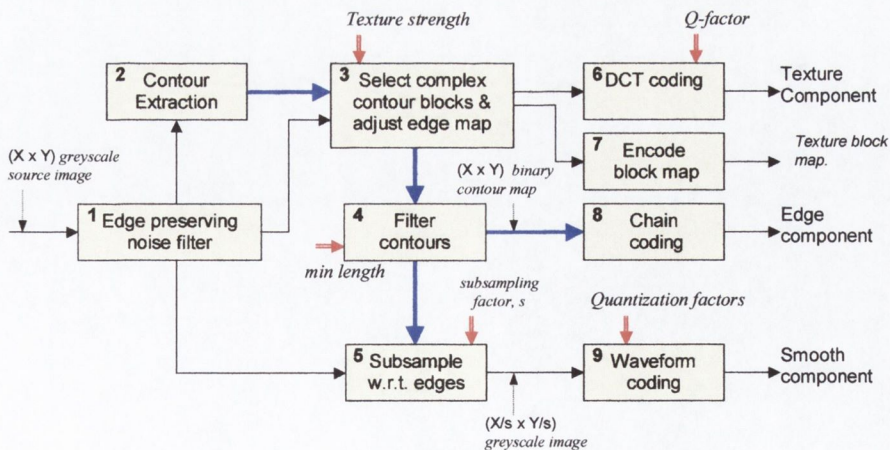 Texture strength
Q-factor
2 Contour
Extraction
3 Select complex
contour blocks &
adjust edge map
6 DCT coding
Texture
Component
(X x Y) greyscale
source image
(X x Y) binary
contour map
7 Encode
block map
Texture block
map.
1 Edge preserving
noise filter
4 Filter
contours
8 Chain
coding
Edge
component
min length
subsampling
factor, s
Quantization factors
5 Subsample
w.r.t. edges
9 Waveform
coding
Smooth
component
(X/s x Y/s)
greyscale image